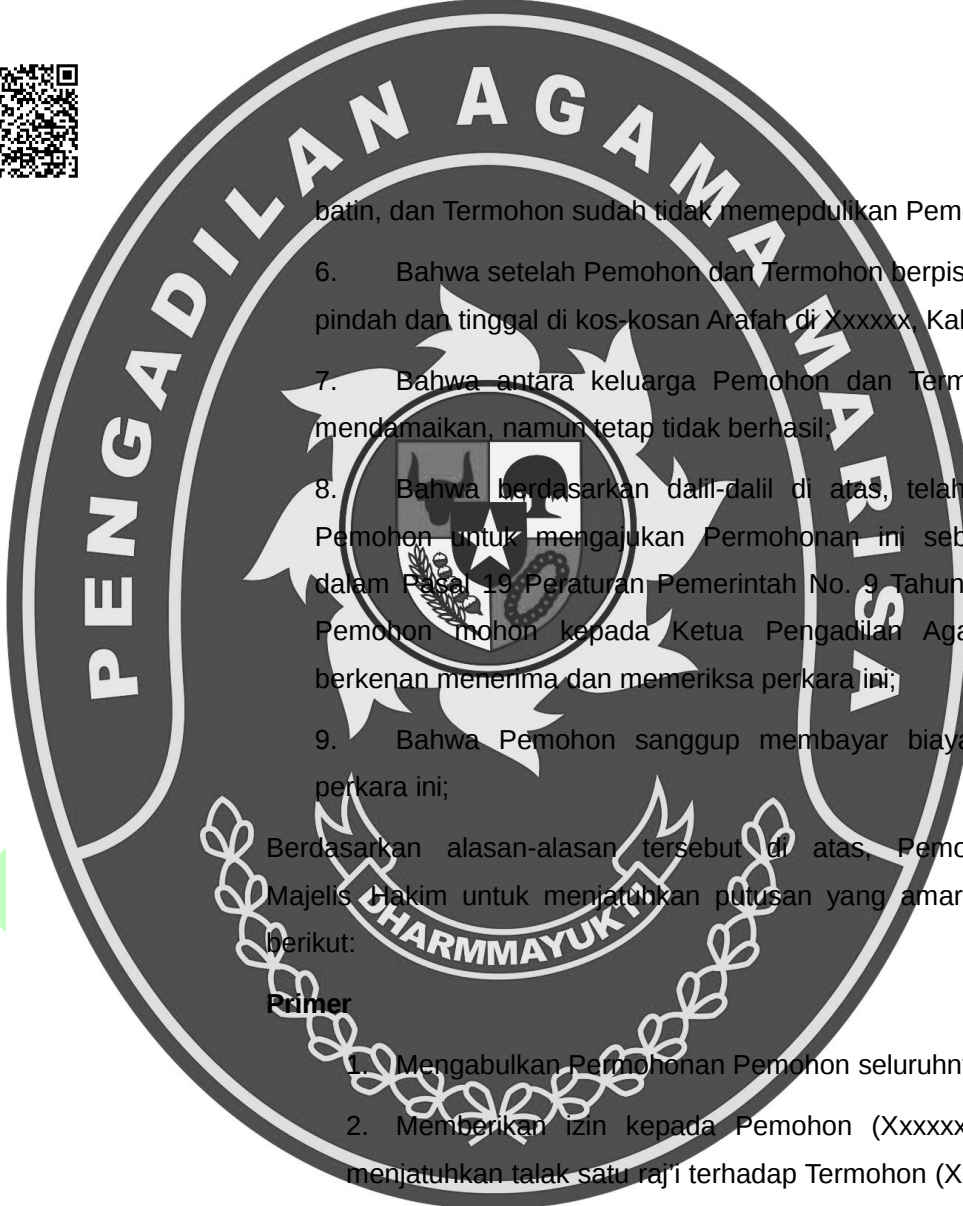 PENGADILAN AGAMA MARISA
batin, dan Termohon sudah tidak memepdulikan Pem
6. Bahwa setelah Pemohon dan Termohon berpis
pindah dan tinggal di kos-kosan Arafah di Xxxxxx, Kab
7. Bahwa antara keluarga Pemohon dan Term
mendamaikan, namun tetap tidak berhasil;
8. Bahwa berdasarkan dalil-dalil di atas, telah
Pemohon untuk mengajukan Permohonan ini seb
dalam Pasal 19 Peraturan Pemerintah No. 9 Tahun
Pemohon mohon kepada Ketua Pengadilan Aga
berkenan menerima dan memeriksa perkara ini;
9. Bahwa Pemohon sanggup membayar biaya
perkara ini;
Berdasarkan alasan-alasan tersebut di atas, Pemo
Majelis Hakim untuk menjatuhkan putusan yang amar
berikut:
DHARMMAYUKTI
Primer
1. Mengabulkan Permohonan Pemohon seluruhn
2. Memberikan izin kepada Pemohon (Xxxxxx
menjatuhkan talak satu raj'i terhadap Termohon (X